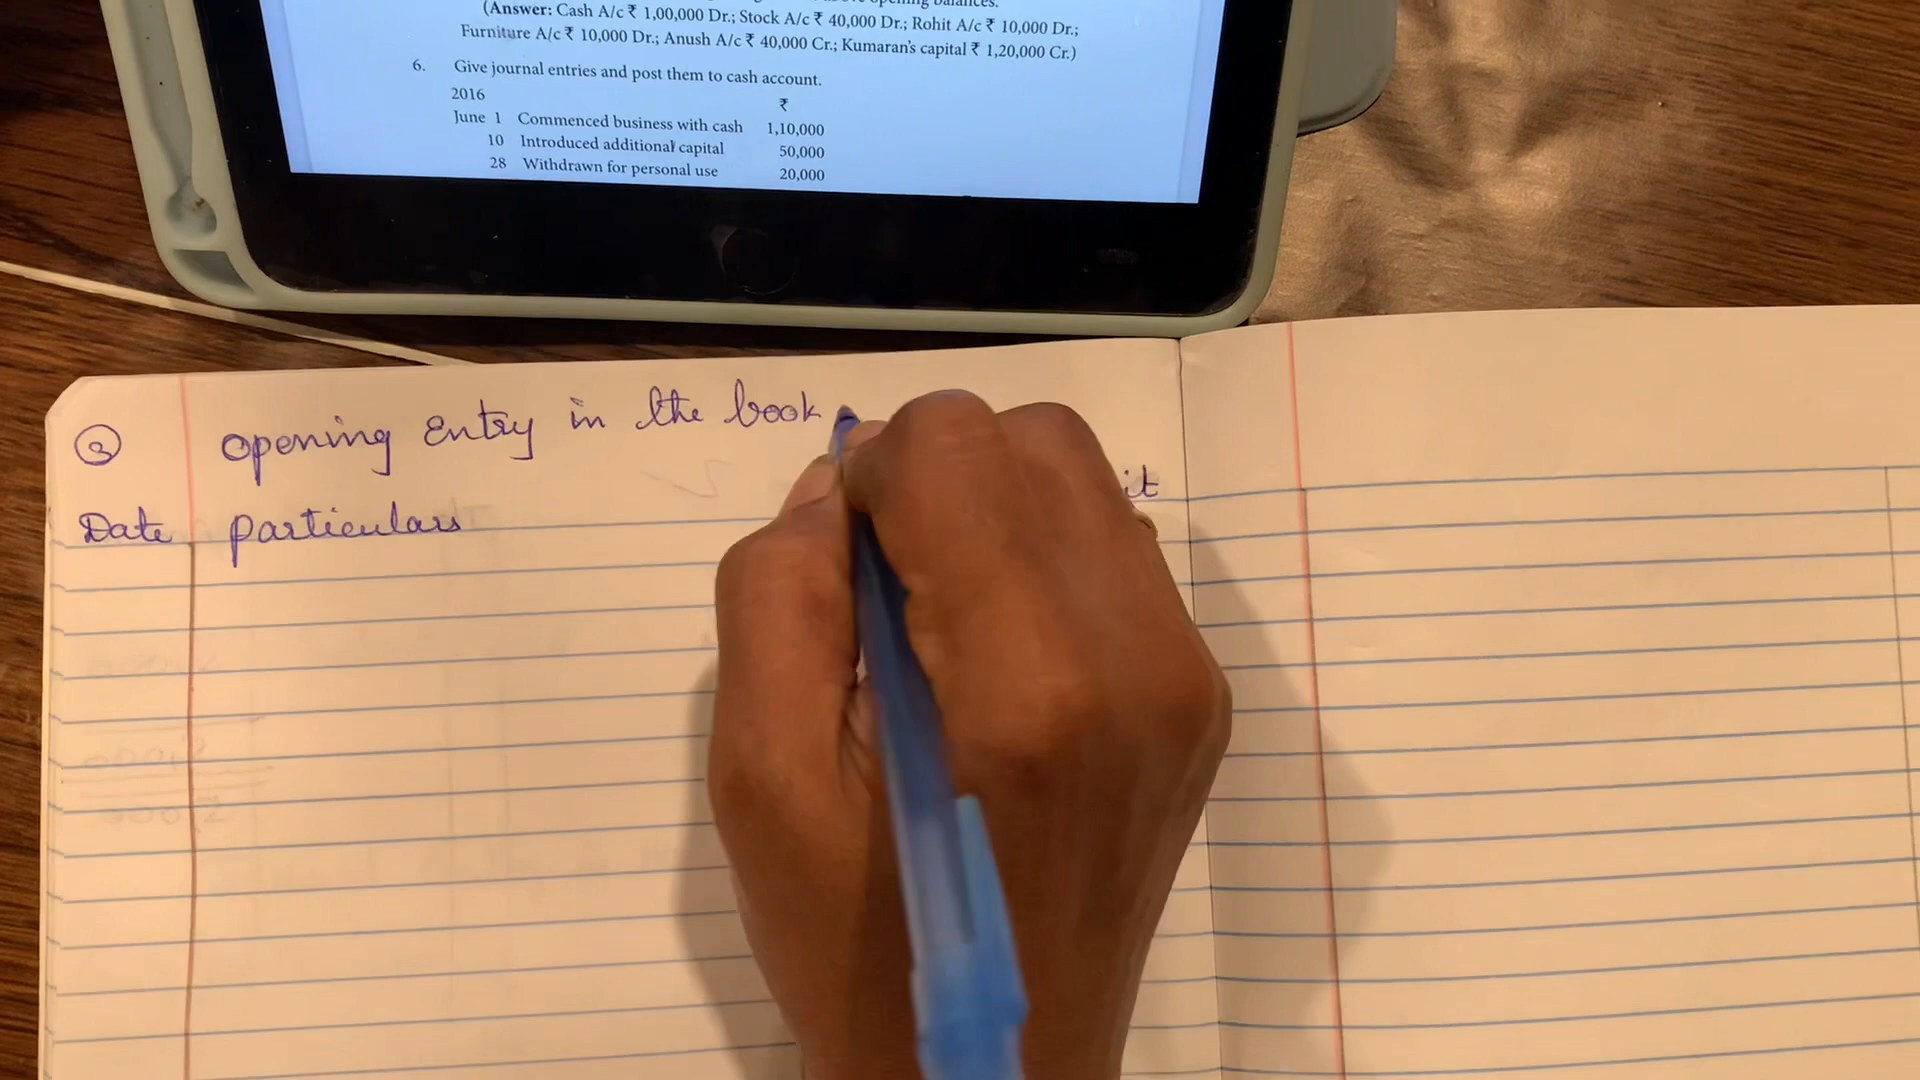 opening balances.
(Answer: Cash A/c ₹ 1,00,000 Dr.; Stock A/c ₹ 40,000 Dr.; Rohit A/c ₹ 10,000 Dr.;
Furniture A/c ₹ 10,000 Dr.; Anush A/c ₹ 40,000 Cr.; Kumaran's capital ₹ 1,20,000 Cr.)
6. Give journal entries and post them to cash account.
2016 ₹
June 1 Commenced business with cash 1,10,000
10 Introduced additional capital 50,000
28 Withdrawn for personal use 20,000
3 opening Entry in the book
it
Date particulars